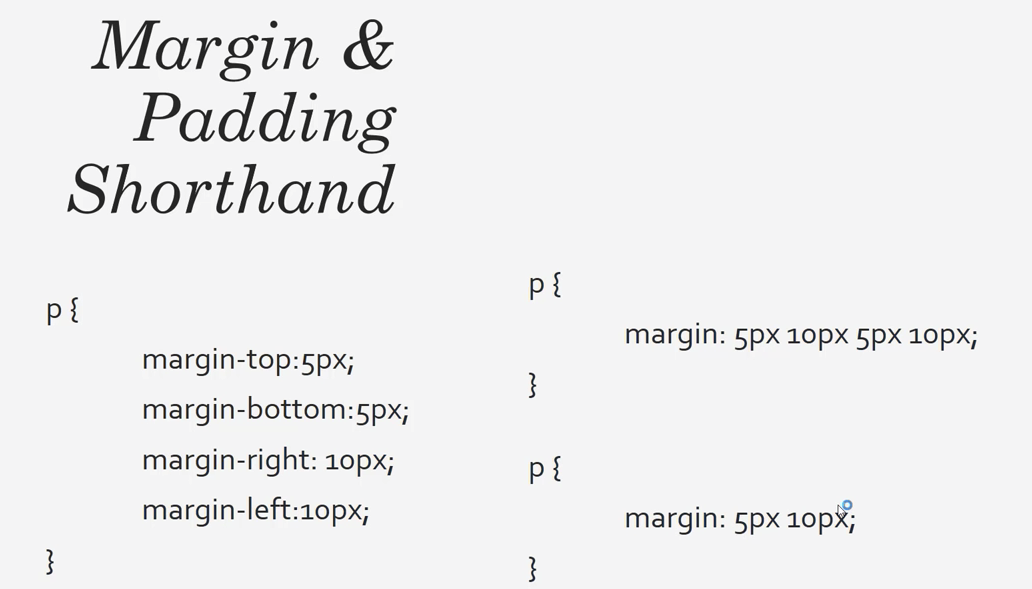 Margin &
Padding
Shorthand
p {
margin-top:5px;
margin-bottom:5px;
margin-right: 10px;
margin-left:10px;
}
p {
margin: 5px 10px 5px 10px;
}
p {
margin: 5px 10px;
}